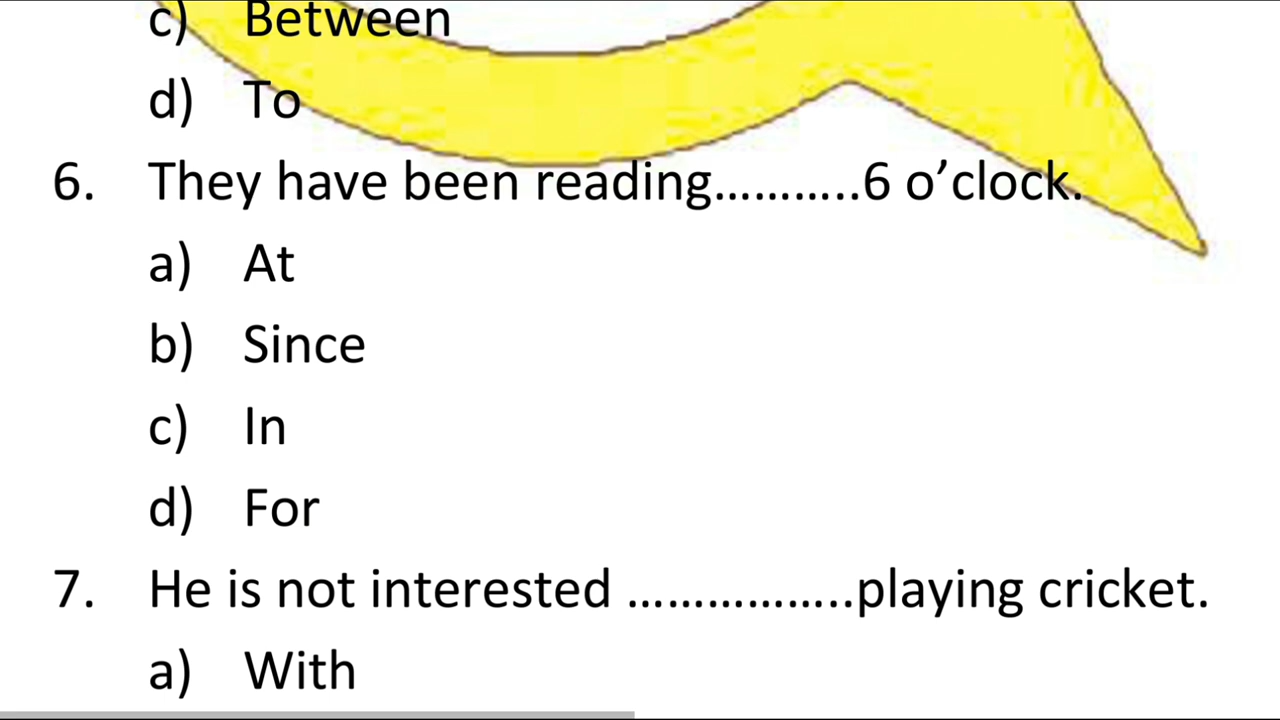 c) Between
d) To
6. They have been reading………..6 o’clock.
a) At
b) Since
c) In
d) For
7. He is not interested ……………..playing cricket.
a) With